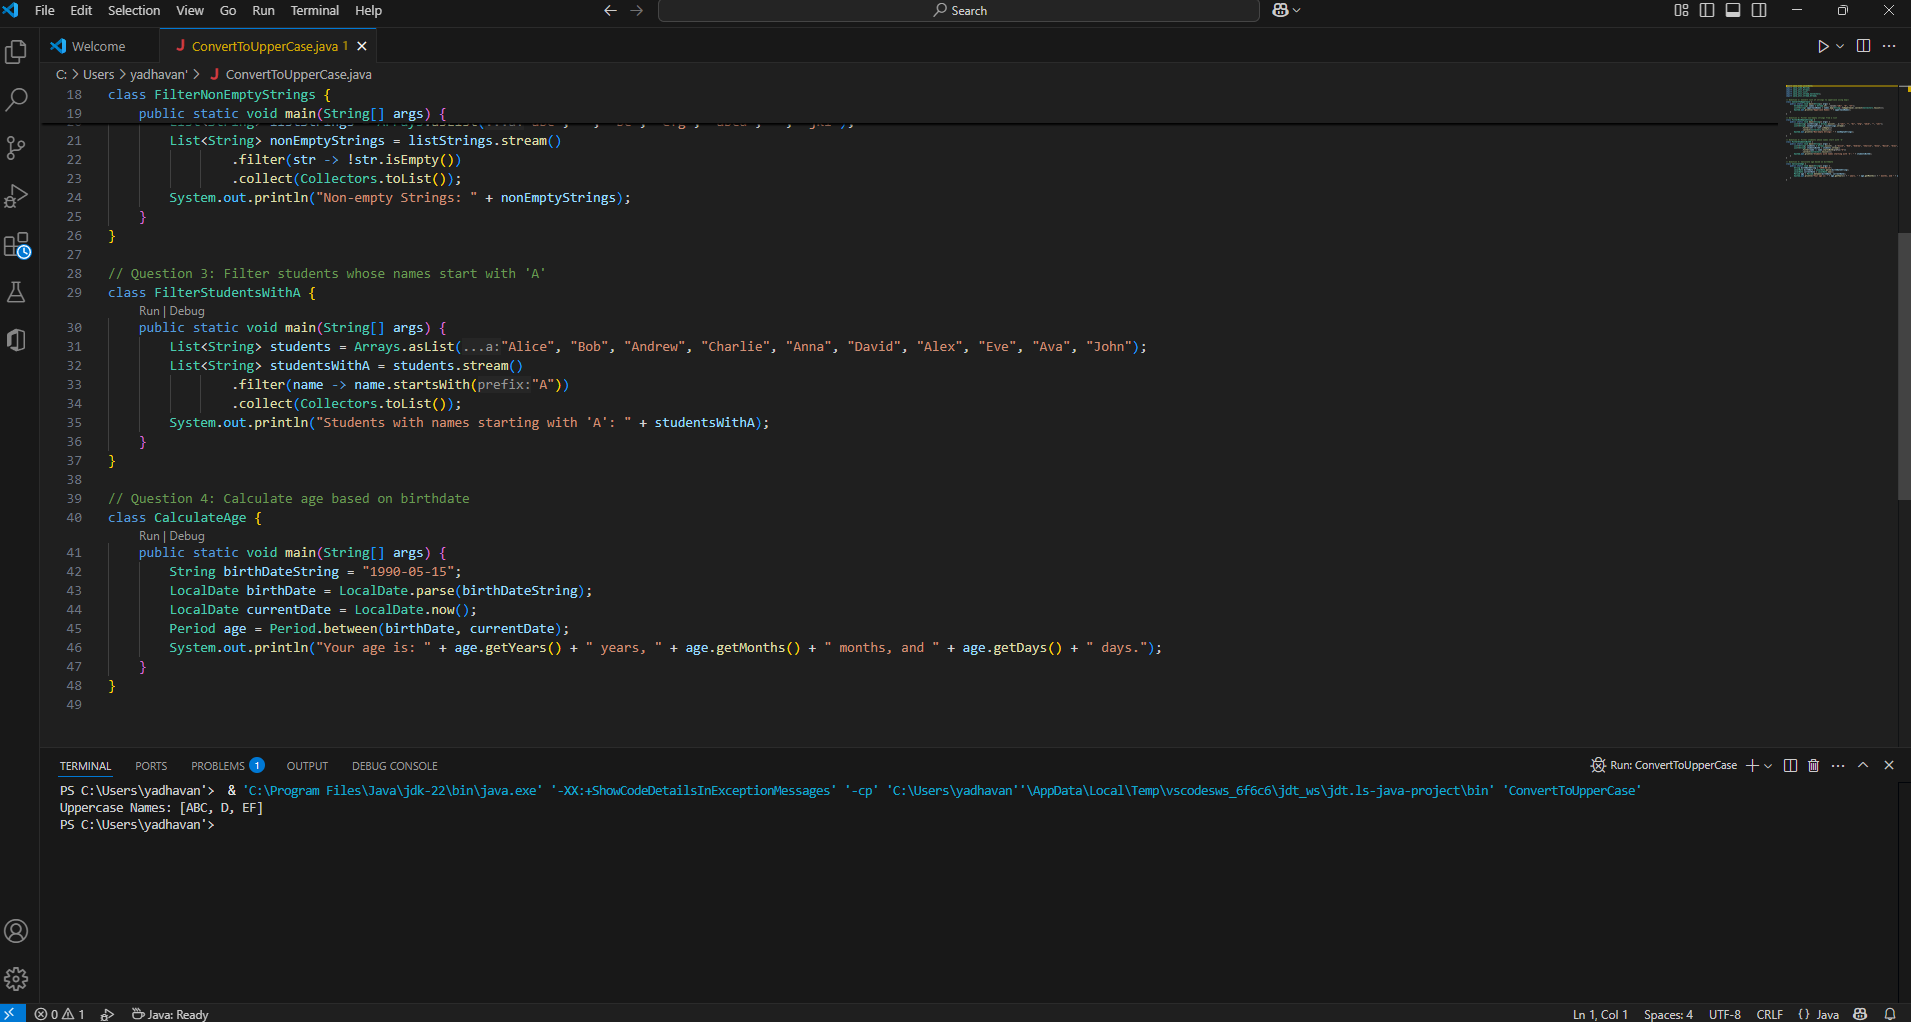 File Edit Selection View Go Run Terminal Help
Search
Welcome
J ConvertToUpperCase.java 1
C: > Users > yadhavan' > J ConvertToUpperCase.java
18 class FilterNonEmptyStrings {
19 public static void main(String[] args) {
21 List<String> nonEmptyStrings = listStrings.stream()
22 .filter(str -> !str.isEmpty())
23 .collect(Collectors.toList());
24 System.out.println("Non-empty Strings: " + nonEmptyStrings);
25 }
26 }
27
28 // Question 3: Filter students whose names start with 'A'
29 class FilterStudentsWithA {
Run | Debug
30 public static void main(String[] args) {
31 List<String> students = Arrays.asList(...a:"Alice", "Bob", "Andrew", "Charlie", "Anna", "David", "Alex", "Eve", "Ava", "John");
32 List<String> studentsWithA = students.stream()
33 .filter(name -> name.startsWith(prefix:"A"))
34 .collect(Collectors.toList());
35 System.out.println("Students with names starting with 'A': " + studentsWithA);
36 }
37 }
38
39 // Question 4: Calculate age based on birthdate
40 class CalculateAge {
Run | Debug
41 public static void main(String[] args) {
42 String birthDateString = "1990-05-15";
43 LocalDate birthDate = LocalDate.parse(birthDateString);
44 LocalDate currentDate = LocalDate.now();
45 Period age = Period.between(birthDate, currentDate);
46 System.out.println("Your age is: " + age.getYears() + " years, " + age.getMonths() + " months, and " + age.getDays() + " days.");
47 }
48 }
49
TERMINAL PORTS PROBLEMS 1 OUTPUT DEBUG CONSOLE
Run: ConvertToUpperCase
PS C:\Users\yadhavan'> & 'C:\Program Files\Java\jdk-22\bin\java.exe' '-XX:+ShowCodeDetailsInExceptionMessages' '-cp' 'C:\Users\yadhavan''\AppData\Local\Temp\vscodesws_6f6c6\jdt_ws\jdt.ls-java-project\bin' 'ConvertToUpperCase'
Uppercase Names: [ABC, D, EF]
PS C:\Users\yadhavan'>
0 1 Java: Ready
Ln 1, Col 1 Spaces: 4 UTF-8 CRLF {} Java